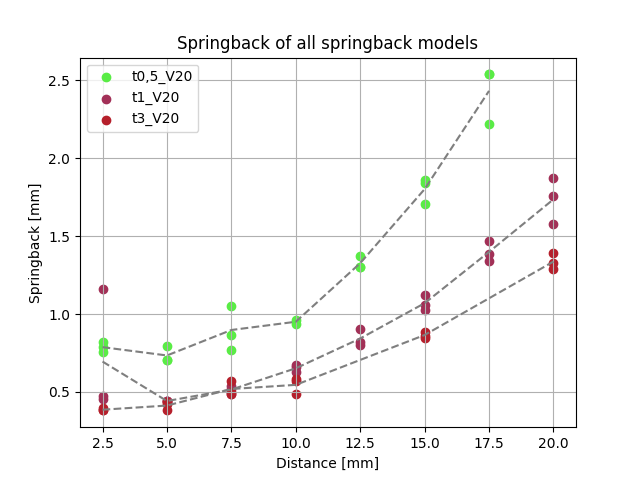 Springback of all springback models
t0,5_V20
t1_V20
t3_V20
2.5
2.0
1.5
1.0
0.5
Springback [mm]
2.5 5.0 7.5 10.0 12.5 15.0 17.5 20.0
Distance [mm]